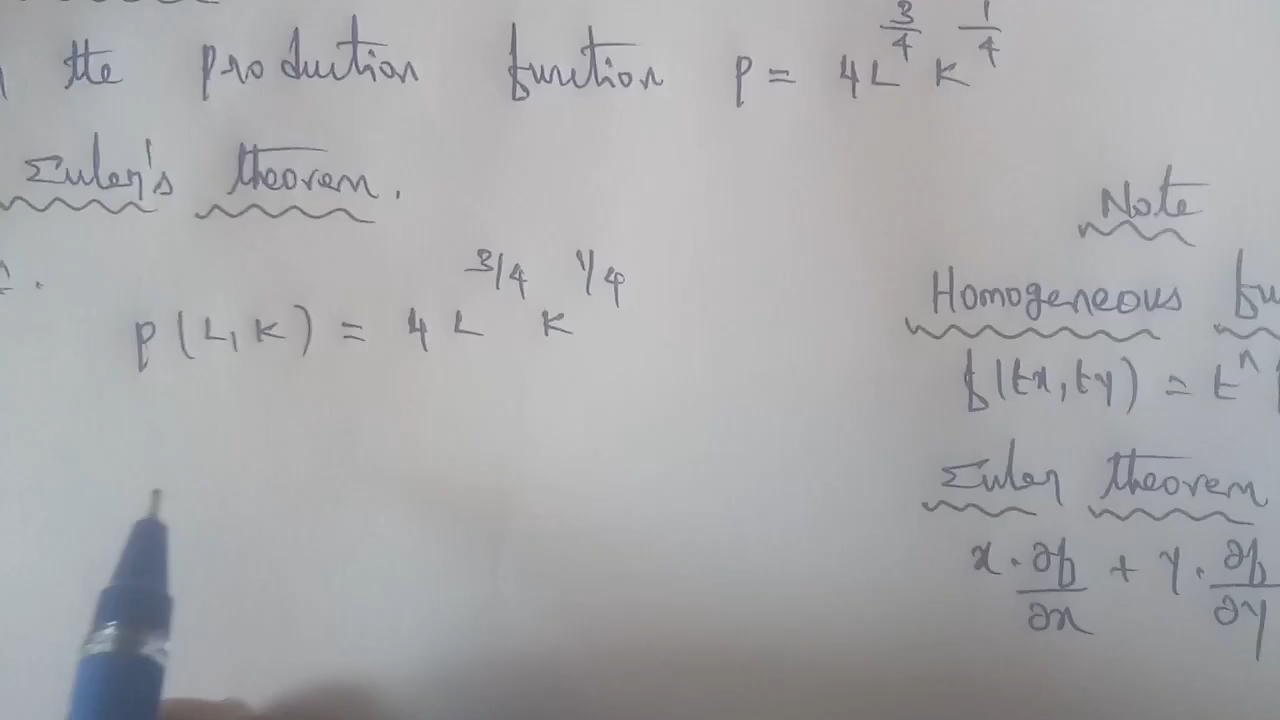 the production function P = 4L^{3/4} K^{1/4}
Euler's theorem.
P(L,K) = 4 L^{3/4} K^{1/4}
Note
Homogeneous
f(tx, ty) = t^n
Euler theorem
x · ∂f/∂x + y · ∂f/∂y